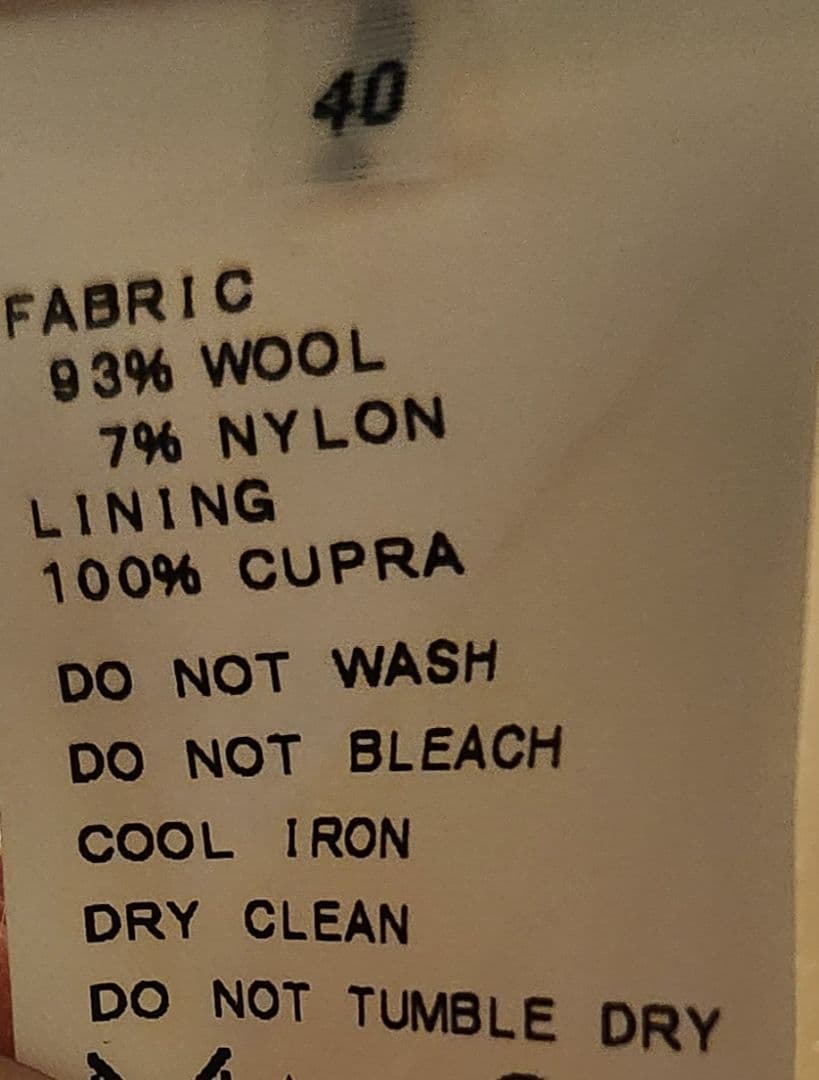 40
FABRIC
93% WOOL
7% NYLON
LINING
100% CUPRA
DO NOT WASH
DO NOT BLEACH
COOL IRON
DRY CLEAN
DO NOT TUMBLE DRY